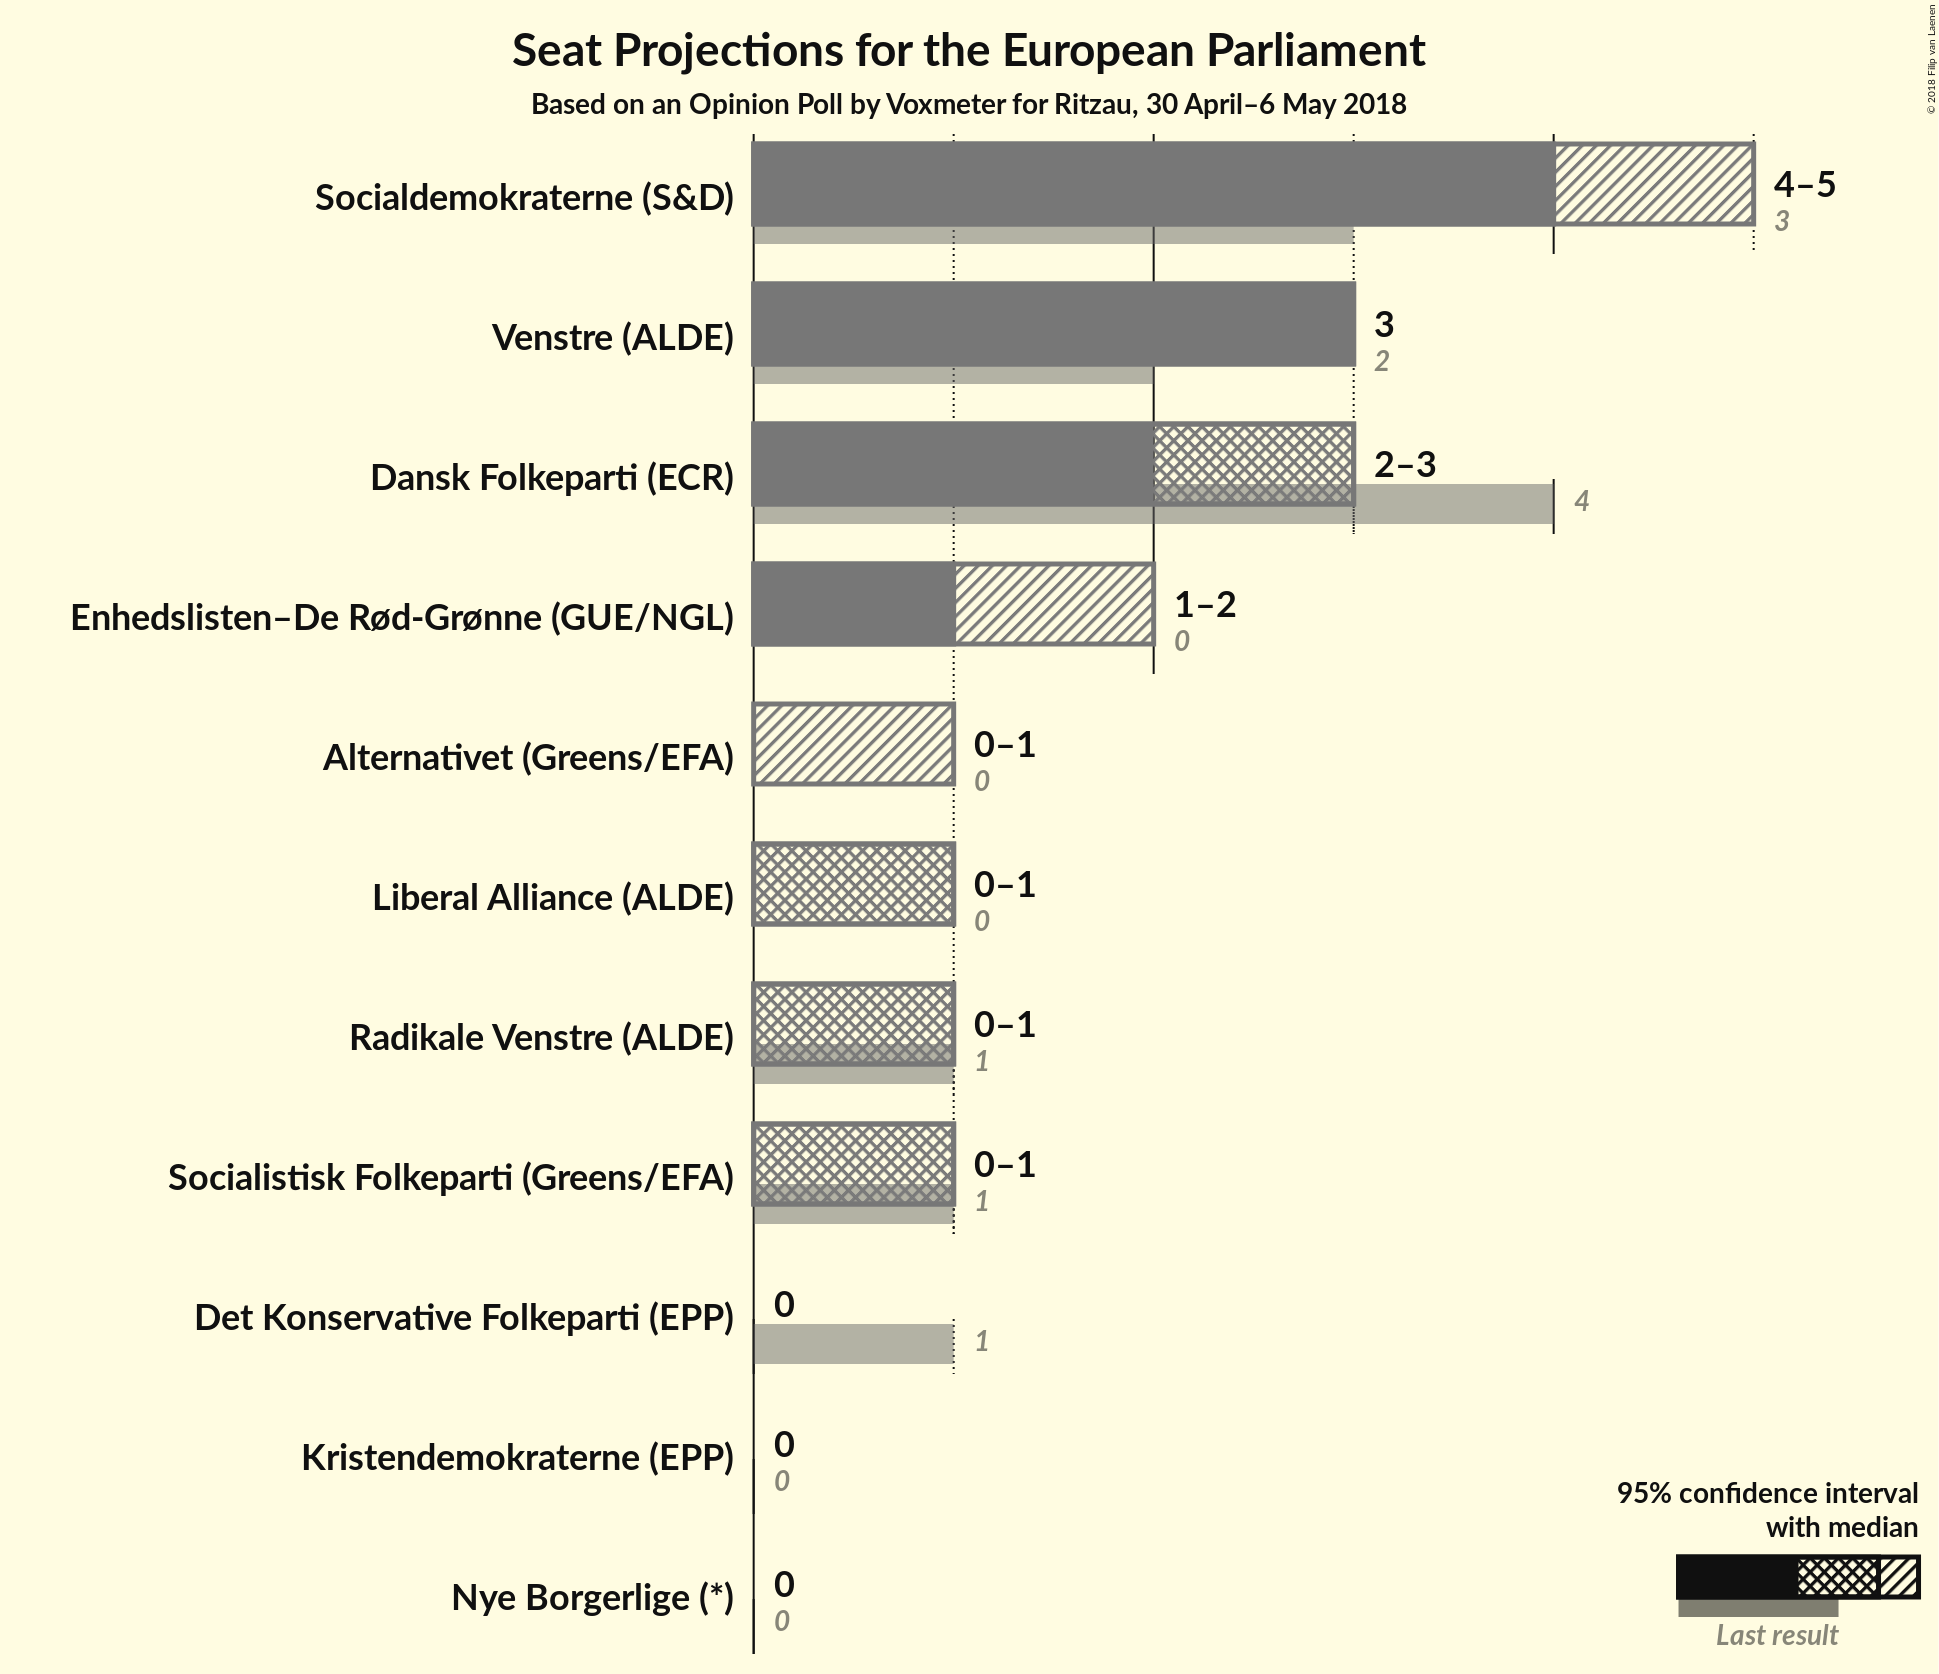 Seat Projections for the European Parliament
Based on an Opinion Poll by Voxmeter for Ritzau, 30 April–6 May 2018
© 2018 Filip van Laenen
Socialdemokraterne (S&D)
4–5
3
Venstre (ALDE)
3
2
Dansk Folkeparti (ECR)
2–3
4
Enhedslisten–De Rød-Grønne (GUE/NGL)
1–2
0
Alternativet (Greens/EFA)
0–1
0
Liberal Alliance (ALDE)
0–1
0
Radikale Venstre (ALDE)
0–1
1
Socialistisk Folkeparti (Greens/EFA)
0–1
1
Det Konservative Folkeparti (EPP)
0
1
Kristendemokraterne (EPP)
0
0
Nye Borgerlige (*)
0
0
95% confidence interval
with median
Last result